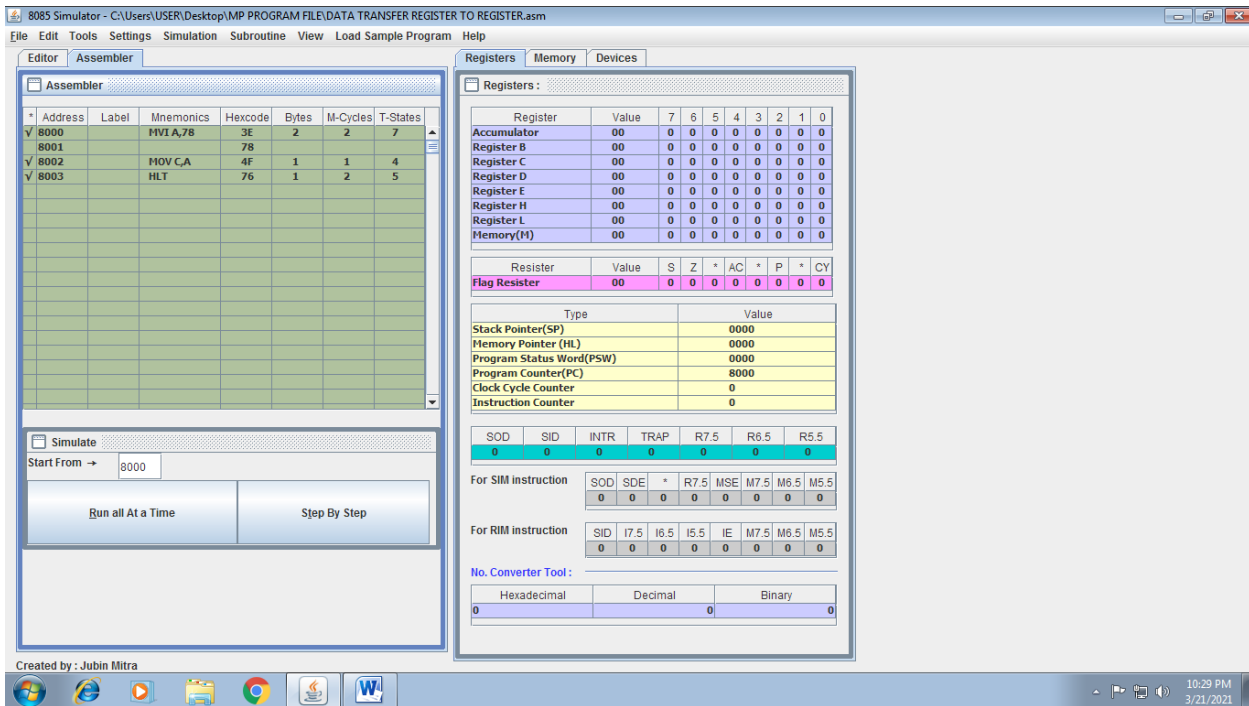 8085 Simulator - C:\Users\USER\Desktop\MP PROGRAM FILE\DATA TRANSFER REGISTER TO REGISTER.asm
File Edit Tools Settings Simulation Subroutine View Load Sample Program Help
Editor Assembler
Assembler
* Address Label Mnemonics Hexcode Bytes M-Cycles T-States
√ 8000 MVI A,78 3E 2 2 7
8001 78
√ 8002 MOV C,A 4F 1 1 4
√ 8003 HLT 76 1 2 5
Simulate
Start From → 8000
Run all At a Time Step By Step
Created by : Jubin Mitra
Registers Memory Devices
Registers :
Register Value 7 6 5 4 3 2 1 0
Accumulator 00 0 0 0 0 0 0 0 0
Register B 00 0 0 0 0 0 0 0 0
Register C 00 0 0 0 0 0 0 0 0
Register D 00 0 0 0 0 0 0 0 0
Register E 00 0 0 0 0 0 0 0 0
Register H 00 0 0 0 0 0 0 0 0
Register L 00 0 0 0 0 0 0 0 0
Memory(M) 00 0 0 0 0 0 0 0 0
Resister Value S Z * AC * P * CY
Flag Resister 00 0 0 0 0 0 0 0 0
Type Value
Stack Pointer(SP) 0000
Memory Pointer (HL) 0000
Program Status Word(PSW) 0000
Program Counter(PC) 8000
Clock Cycle Counter 0
Instruction Counter 0
SOD SID INTR TRAP R7.5 R6.5 R5.5
0 0 0 0 0 0 0
For SIM instruction SOD SDE * R7.5 MSE M7.5 M6.5 M5.5
0 0 0 0 0 0 0 0
For RIM instruction SID I7.5 I6.5 I5.5 IE M7.5 M6.5 M5.5
0 0 0 0 0 0 0 0
No. Converter Tool :
Hexadecimal Decimal Binary
0 0 0
W
10:29 PM
3/21/2021